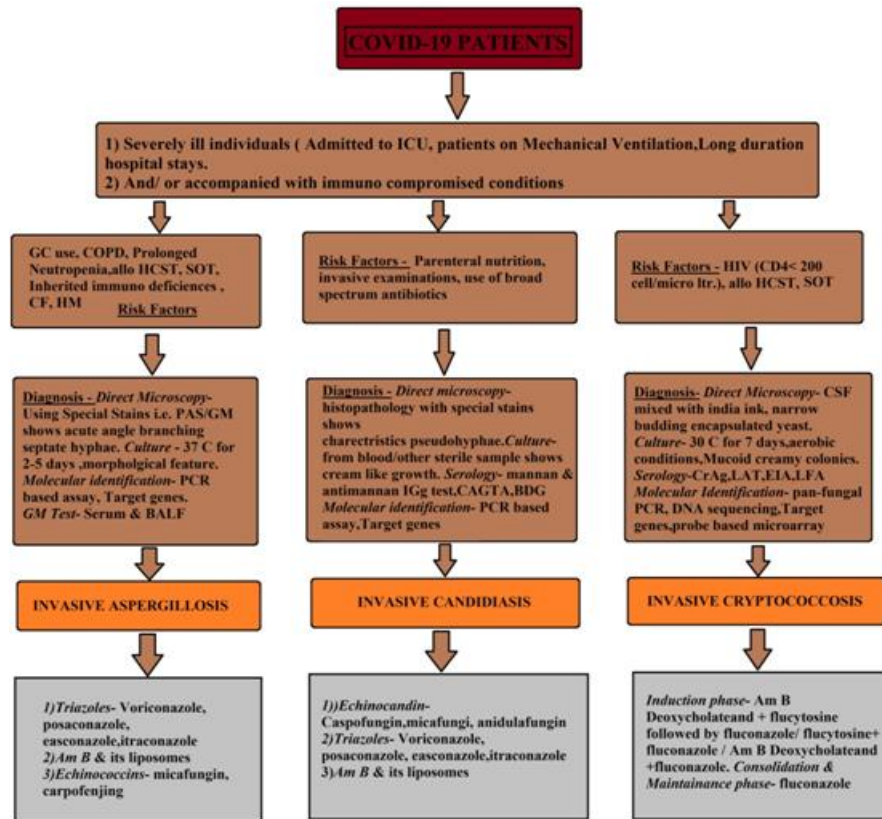 COVID-19 PATIENTS
1) Severely ill individuals ( Admitted to ICU, patients on Mechanical Ventilation,Long duration
hospital stays.
2) And/ or accompanied with immuno compromised conditions
GC use, COPD, Prolonged
Neutropenia,allo HCST, SOT,
Inherited immuno deficiences ,
CF, HM
Risk Factors
Risk Factors - Parenteral nutrition,
invasive examinations, use of broad
spectrum antibiotics
Risk Factors - HIV (CD4< 200
cell/micro ltr.), allo HCST, SOT
Diagnosis - Direct Microscopy-
Using Special Stains i.e. PAS/GM
shows acute angle branching
septate hyphae. Culture - 37 C for
2-5 days ,morpholgical feature.
Molecular identification- PCR
based assay, Target genes.
GM Test- Serum & BALF
Diagnosis - Direct microscopy-
histopathology with special stains
shows
charectristics pseudohyphae.Culture-
from blood/other sterile sample shows
cream like growth. Serology- mannan &
antimannan IGg test,CAGTA,BDG
Molecular identification- PCR based
assay,Target genes
Diagnosis- Direct Microscopy- CSF
mixed with india ink, narrow
budding encapsulated yeast.
Culture- 30 C for 7 days,aerobic
conditions,Mucoid creamy colonies.
Serology-CrAg,LAT,EIA,LFA
Molecular Identification- pan-fungal
PCR, DNA sequencing,Target
genes,probe based microarray
INVASIVE ASPERGILLOSIS
INVASIVE CANDIDIASIS
INVASIVE CRYPTOCOCCOSIS
1)Triazoles- Voriconazole,
posaconazole,
easconazole,itraconazole
2)Am B & its liposomes
3)Echinococcins- micafungin,
carpofenjing
1))Echinocandin-
Caspofungin,micafungi, anidulafungin
2)Triazoles- Voriconazole,
posaconazole, easconazole,itraconazole
3)Am B & its liposomes
Induction phase- Am B
Deoxycholateand + flucytosine
followed by fluconazole/ flucytosine+
fluconazole / Am B Deoxycholateand
+fluconazole. Consolidation &
Maintainance phase- fluconazole